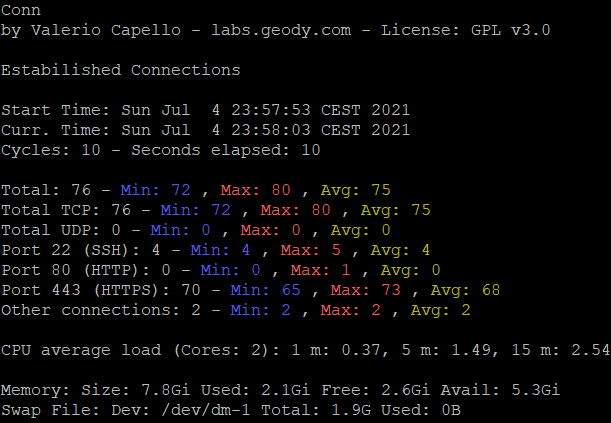 Conn
by Valerio Capello - labs.geody.com - License: GPL v3.0
Estabilished Connections
Start Time: Sun Jul  4 23:57:53 CEST 2021
Curr. Time: Sun Jul  4 23:58:03 CEST 2021
Cycles: 10 - Seconds elapsed: 10
Total: 76 - Min: 72 , Max: 80 , Avg: 75
Total TCP: 76 - Min: 72 , Max: 80 , Avg: 75
Total UDP: 0 - Min: 0 , Max: 0 , Avg: 0
Port 22 (SSH): 4 - Min: 4 , Max: 5 , Avg: 4
Port 80 (HTTP): 0 - Min: 0 , Max: 1 , Avg: 0
Port 443 (HTTPS): 70 - Min: 65 , Max: 73 , Avg: 68
Other connections: 2 - Min: 2 , Max: 2 , Avg: 2
CPU average load (Cores: 2): 1 m: 0.37, 5 m: 1.49, 15 m: 2.54
Memory: Size: 7.8Gi Used: 2.1Gi Free: 2.6Gi Avail: 5.3Gi
Swap File: Dev: /dev/dm-1 Total: 1.9G Used: 0B